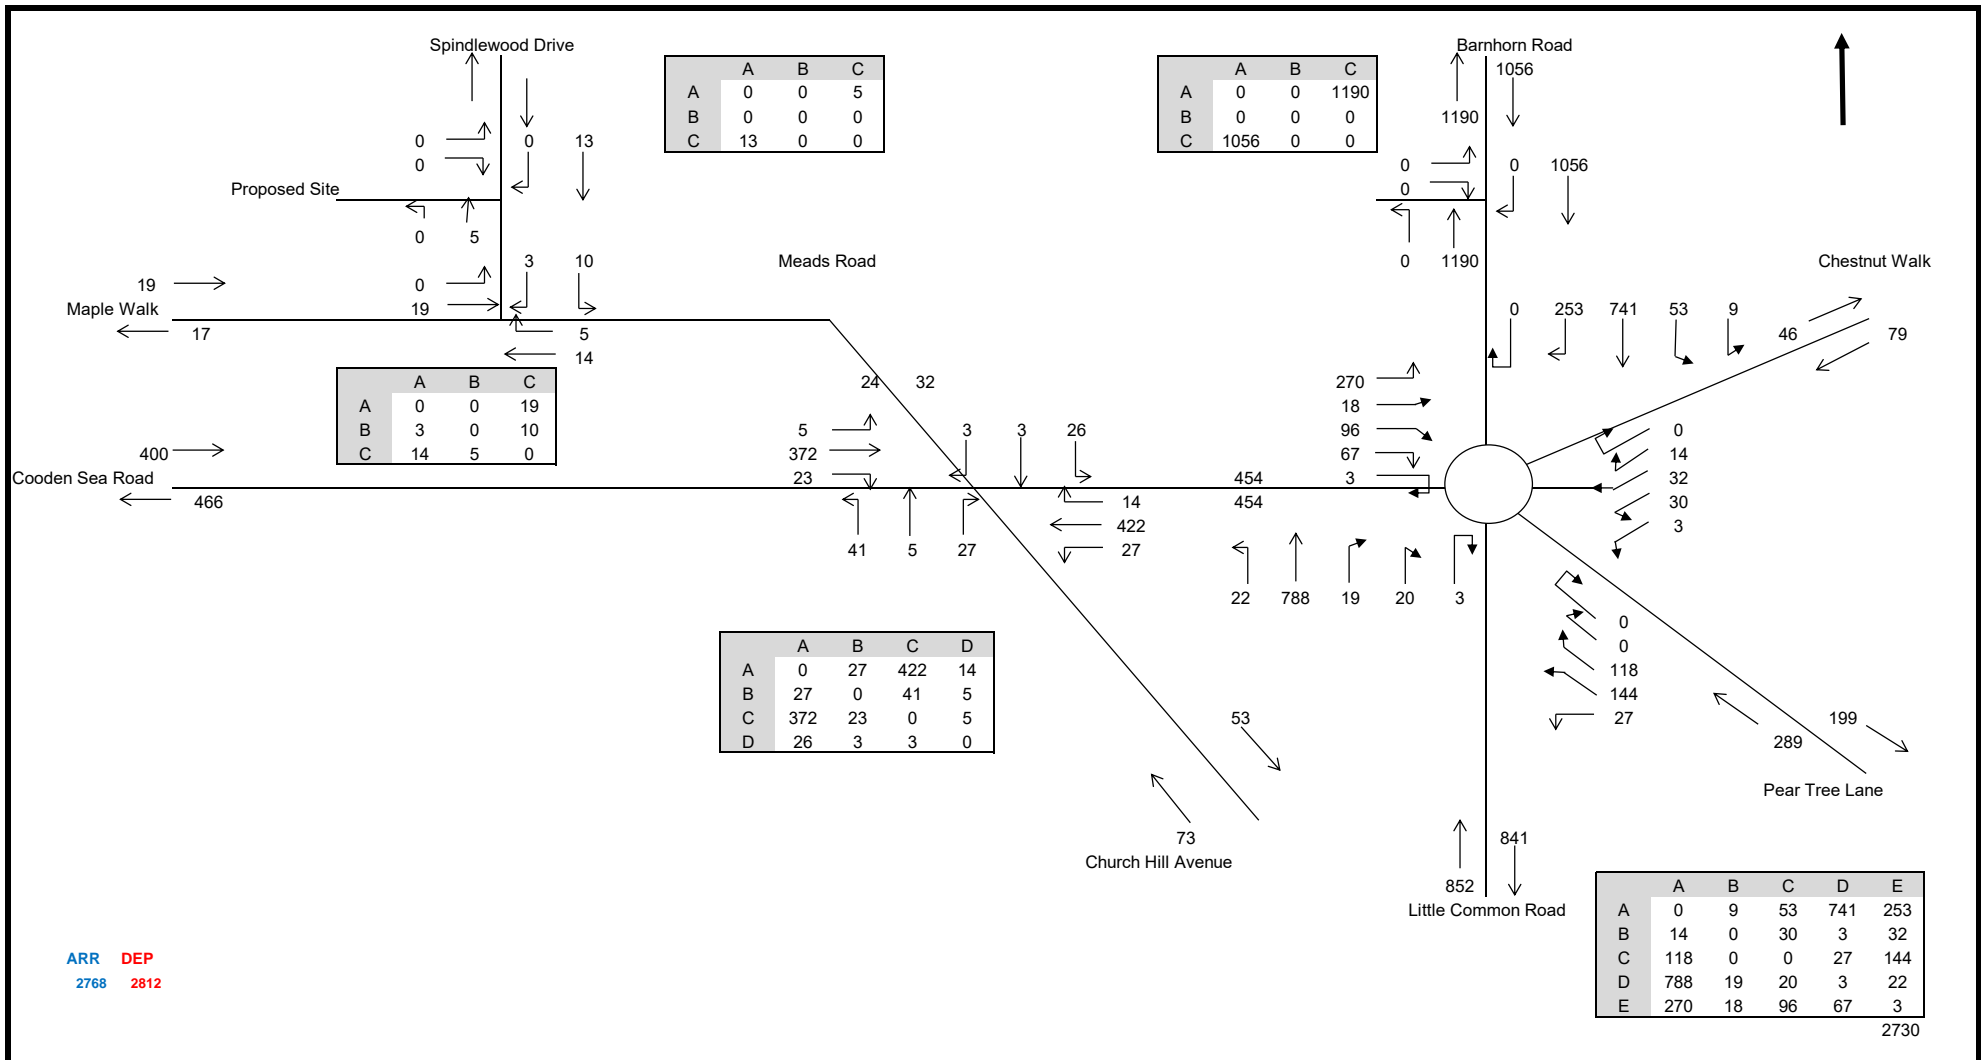 Spindlewood Drive
Barnhorn Road
A B C
A 0 0 5
B 0 0 0
C 13 0 0
A B C
A 0 0 1190
B 0 0 0
C 1056 0 0
1056
1190
0
0
0 13
Proposed Site
0 5
0
0
0 1056
0 1190
3 10
19
0
19
Maple Walk
17
5
14
Meads Road
Chestnut Walk
0 253 741 53 9
46 79
A B C
A 0 0 19
B 3 0 10
C 14 5 0
24 32
270
18
96
67
3
5
372
23
3 3 26
400
Cooden Sea Road
466
454
454
14
422
27
41 5 27
0
14
32
30
3
22 788 19 20 3
0
0
118
144
27
A B C D
A 0 27 422 14
B 27 0 41 5
C 372 23 0 5
D 26 3 3 0
53
73
Church Hill Avenue
199
289
Pear Tree Lane
841
852
Little Common Road
A B C D E
A 0 9 53 741 253
B 14 0 30 3 32
C 118 0 0 27 144
D 788 19 20 3 22
E 270 18 96 67 3
2730
ARR DEP
2768 2812